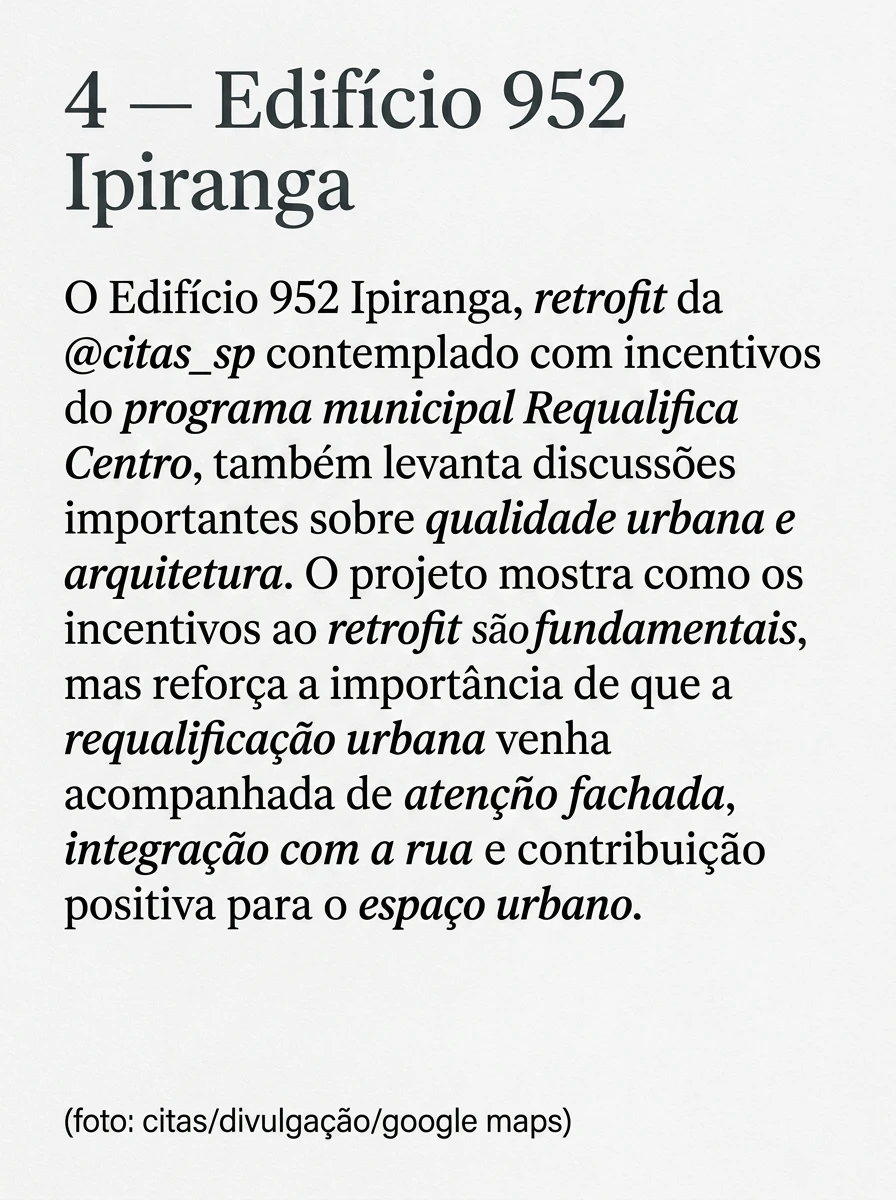 4 — Edifício 952
Ipiranga
O Edifício 952 Ipiranga, retrofit da
@citas_sp contemplado com incentivos
do programa municipal Requalifica
Centro, também levanta discussões
importantes sobre qualidade urbana e
arquitetura. O projeto mostra como os
incentivos ao retrofit são fundamentais,
mas reforça a importância de que a
requalificação urbana venha
acompanhada de atençño fachada,
integração com a rua e contribuição
positiva para o espaço urbano.
(foto: citas/divulgação/google maps)